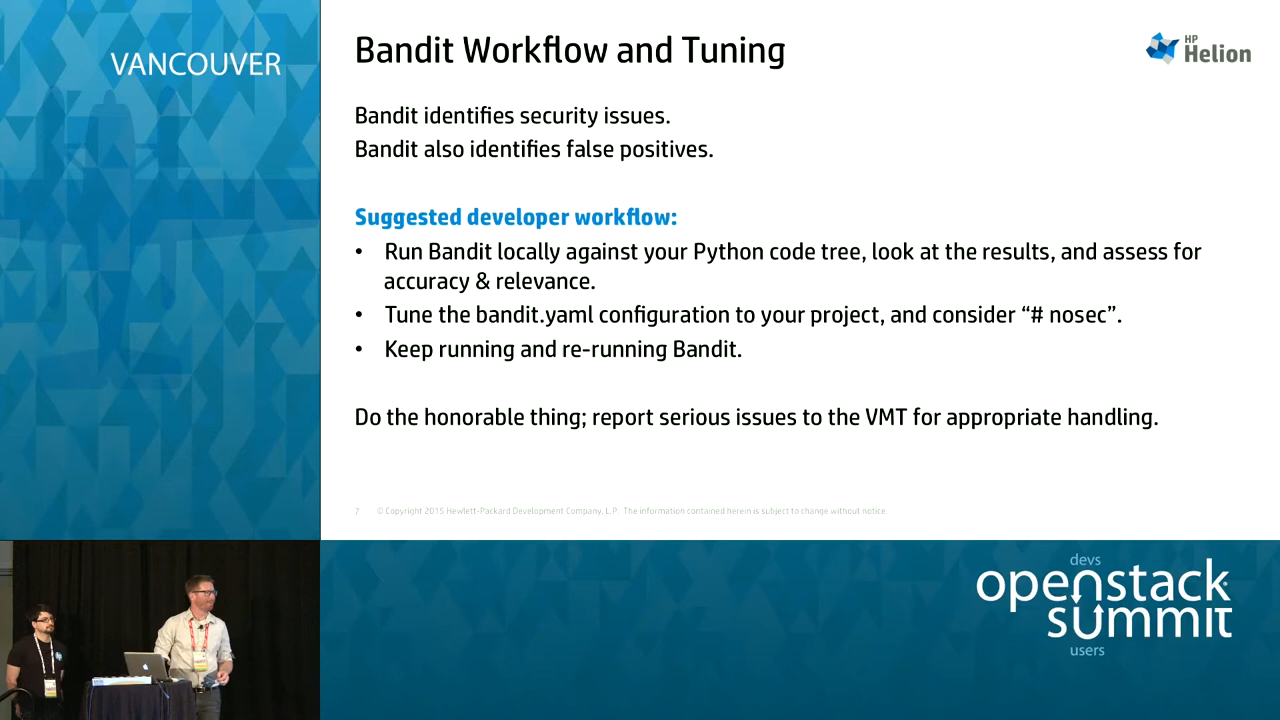 VANCOUVER
Bandit Workflow and Tuning
HP
Helion
Bandit identifies security issues.
Bandit also identifies false positives.
Suggested developer workflow:
• Run Bandit locally against your Python code tree, look at the results, and assess for
accuracy & relevance.
• Tune the bandit.yaml configuration to your project, and consider “# nosec”.
• Keep running and re-running Bandit.
Do the honorable thing; report serious issues to the VMT for appropriate handling.
7 © Copyright 2015 Hewlett-Packard Development Company, L.P. The information contained herein is subject to change without notice.
devs
openstack
summit
users